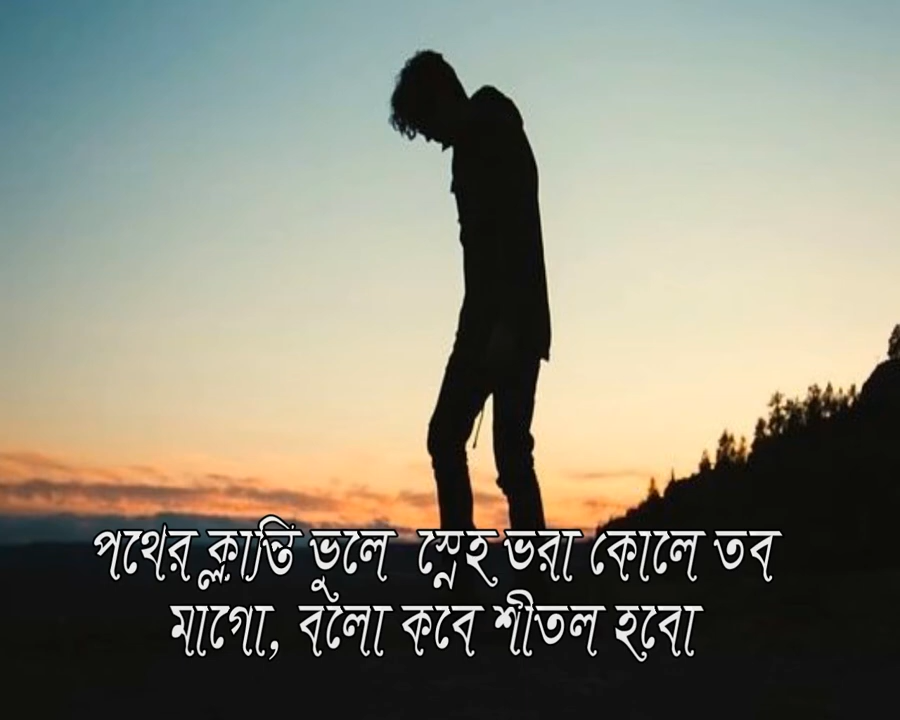 পথের ক্লান্তি ভুলে স্নেহ ভরা কোলে তব
মাগো, বলো কবে শীতল হবো